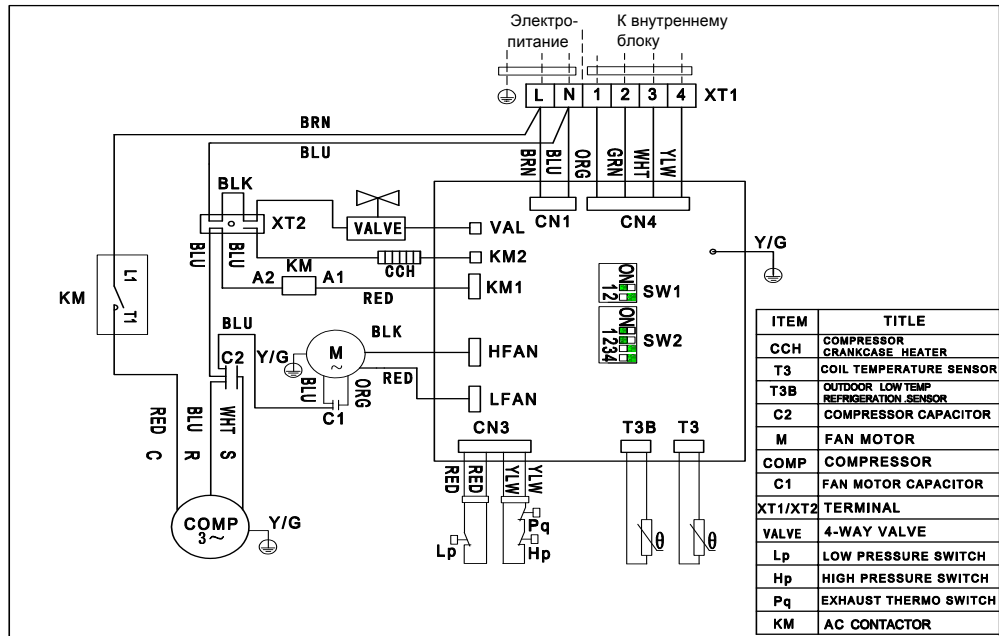 Электро-
питание
К внутреннему
блоку
L N 1 2 3 4 XT1
BRN
BLU
BRN
BLU
ORG
GRN
WHT
YLW
BLK
XT2
VALVE
VAL
CN1
CN4
BLU
BLU
CCH
KM2
Y/G
KM
L1
T1
A2
KM
A1
RED
KM1
ON
12
SW1
BLU
BLK
ON
1234
SW2
C2
Y/G
M
~
HFAN
BLU
ORG
RED
LFAN
C1
RED C
BLU R
WHT S
CN3
T3B
T3
RED
RED
YLW
YLW
COMP
3~
Y/G
Lp
Pq
Hp
θ
θ
ITEM TITLE
CCH COMPRESSOR
CRANKCASE HEATER
T3 COIL TEMPERATURE SENSOR
T3B OUTDOOR LOW TEMP
REFRIGERATION .SENSOR
C2 COMPRESSOR CAPACITOR
M FAN MOTOR
COMP COMPRESSOR
C1 FAN MOTOR CAPACITOR
XT1/XT2 TERMINAL
VALVE 4-WAY VALVE
Lp LOW PRESSURE SWITCH
Hp HIGH PRESSURE SWITCH
Pq EXHAUST THERMO SWITCH
KM AC CONTACTOR